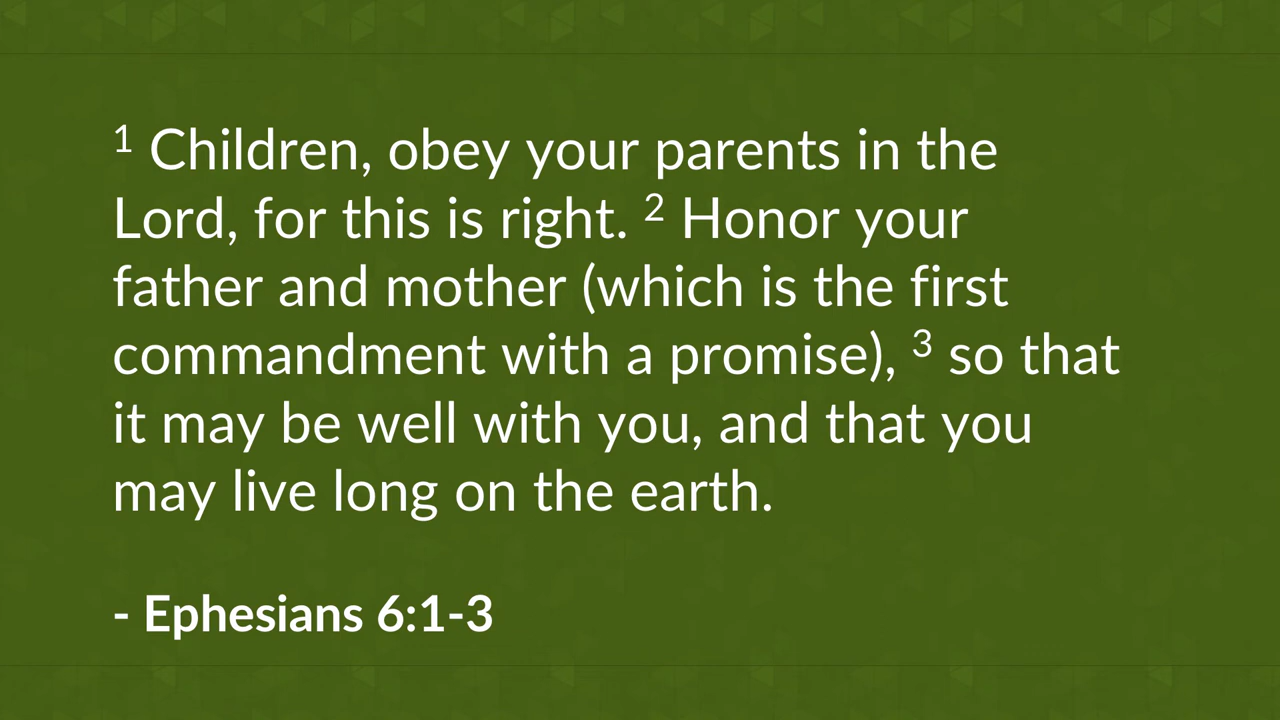 ¹ Children, obey your parents in the
Lord, for this is right. ² Honor your
father and mother (which is the first
commandment with a promise), ³ so that
it may be well with you, and that you
may live long on the earth.
- Ephesians 6:1-3